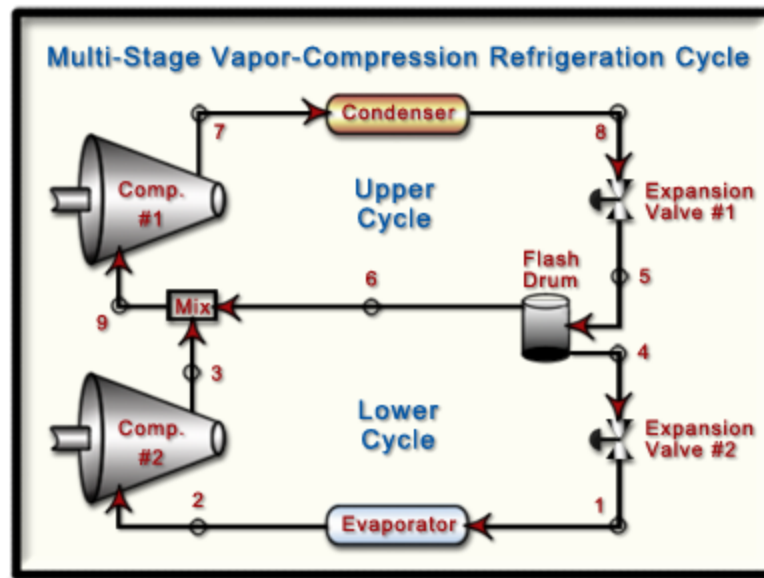 Multi-Stage Vapor-Compression Refrigeration Cycle
7
Condenser
8
Comp.
#1
Upper
Cycle
Expansion
Valve #1
Flash
Drum
6
5
Mix
9
4
3
Comp.
#2
Lower
Cycle
Expansion
Valve #2
2
Evaporator
1